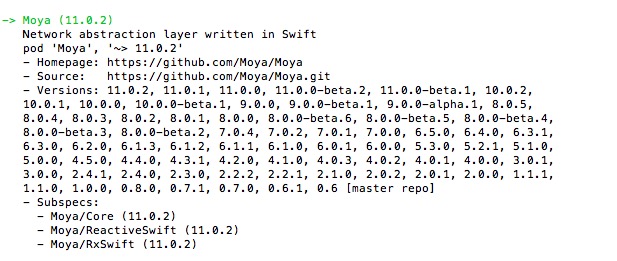 -> Moya (11.0.2)
Network abstraction layer written in Swift
pod 'Moya', '~> 11.0.2'
- Homepage: https://github.com/Moya/Moya
- Source:   https://github.com/Moya/Moya.git
- Versions: 11.0.2, 11.0.1, 11.0.0, 11.0.0-beta.2, 11.0.0-beta.1, 10.0.2,
10.0.1, 10.0.0, 10.0.0-beta.1, 9.0.0, 9.0.0-beta.1, 9.0.0-alpha.1, 8.0.5,
8.0.4, 8.0.3, 8.0.2, 8.0.1, 8.0.0, 8.0.0-beta.6, 8.0.0-beta.5, 8.0.0-beta.4,
8.0.0-beta.3, 8.0.0-beta.2, 7.0.4, 7.0.2, 7.0.1, 7.0.0, 6.5.0, 6.4.0, 6.3.1,
6.3.0, 6.2.0, 6.1.3, 6.1.2, 6.1.1, 6.1.0, 6.0.1, 6.0.0, 5.3.0, 5.2.1, 5.1.0,
5.0.0, 4.5.0, 4.4.0, 4.3.1, 4.2.0, 4.1.0, 4.0.3, 4.0.2, 4.0.1, 4.0.0, 3.0.1,
3.0.0, 2.4.1, 2.4.0, 2.3.0, 2.2.2, 2.2.1, 2.1.0, 2.0.2, 2.0.1, 2.0.0, 1.1.1,
1.1.0, 1.0.0, 0.8.0, 0.7.1, 0.7.0, 0.6.1, 0.6 [master repo]
- Subspecs:
- Moya/Core (11.0.2)
- Moya/ReactiveSwift (11.0.2)
- Moya/RxSwift (11.0.2)